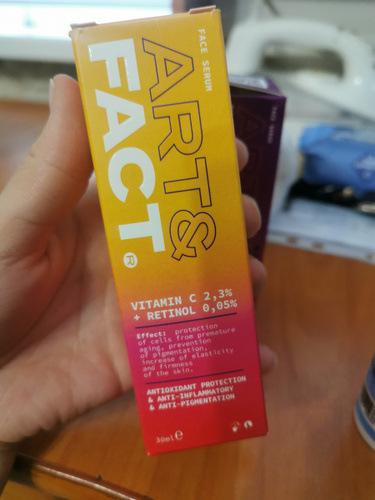 FACE SERUM
ART&
FACT®
VITAMIN C 2,3%
+ RETINOL 0,05%
Effect: protection
of cells from premature
aging, prevention
of pigmentation,
increase of elasticity
and firmness
of the skin.
ANTIOXIDANT PROTECTION
& ANTI-INFLAMMATORY
& ANTI-PIGMENTATION
30ml e